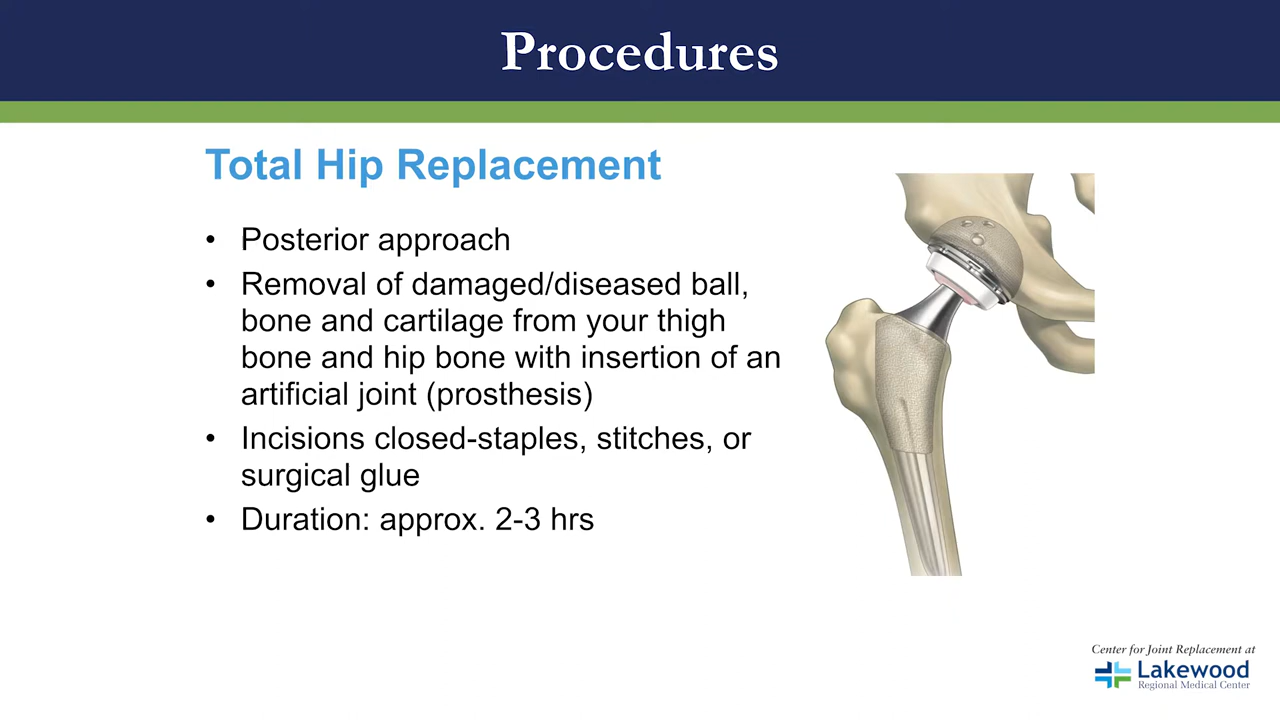 Procedures
Total Hip Replacement
• Posterior approach
• Removal of damaged/diseased ball,
bone and cartilage from your thigh
bone and hip bone with insertion of an
artificial joint (prosthesis)
• Incisions closed-staples, stitches, or
surgical glue
• Duration: approx. 2-3 hrs
Center for Joint Replacement at
Lakewood
Regional Medical Center